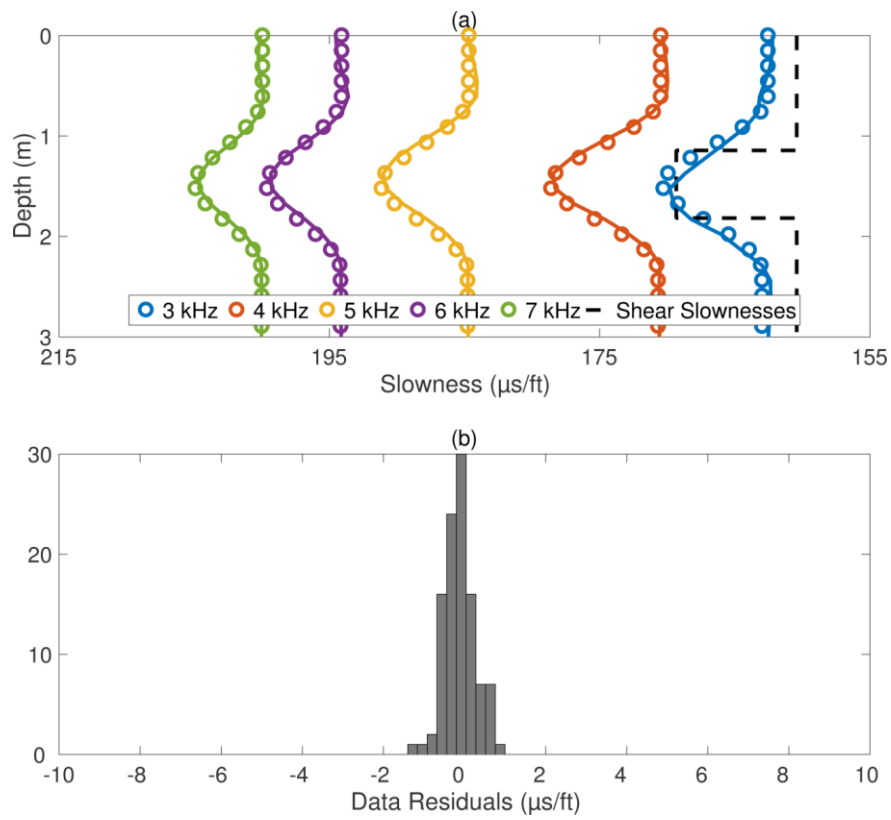 (a)
0
1
2
3
Depth (m)
3 kHz 4 kHz 5 kHz 6 kHz 7 kHz Shear Slownesses
215 195 175 155
Slowness (µs/ft)
(b)
30
20
10
0
-10 -8 -6 -4 -2 0 2 4 6 8 10
Data Residuals (µs/ft)